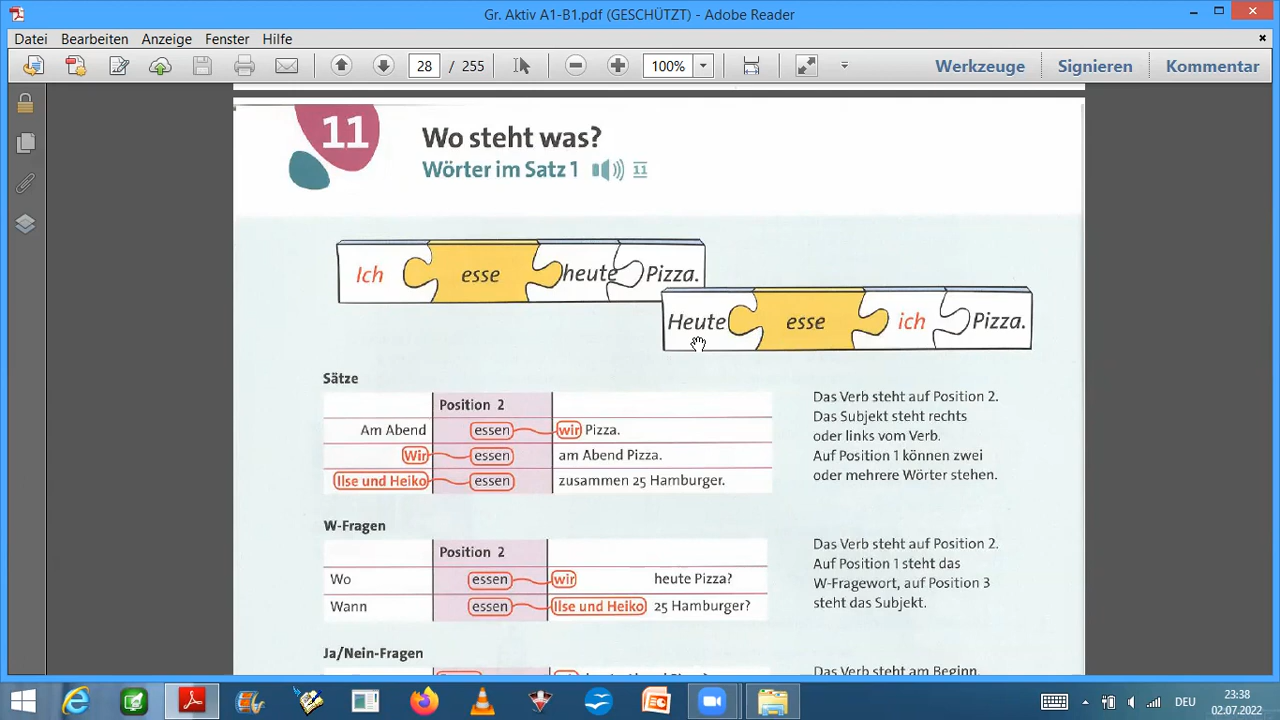 Gr. Aktiv A1-B1.pdf (GESCHÜTZT) - Adobe Reader
Datei Bearbeiten Anzeige Fenster Hilfe
28 / 255 100% Werkzeuge Signieren Kommentar
11
Wo steht was?
Wörter im Satz 1 11
Ich esse heute Pizza.
Heute esse ich Pizza.
Sätze
Position 2
Am Abend essen wir Pizza.
Wir essen am Abend Pizza.
Ilse und Heiko essen zusammen 25 Hamburger.
Das Verb steht auf Position 2.
Das Subjekt steht rechts
oder links vom Verb.
Auf Position 1 können zwei
oder mehrere Wörter stehen.
W-Fragen
Position 2
Wo essen wir heute Pizza?
Wann essen Ilse und Heiko 25 Hamburger?
Das Verb steht auf Position 2.
Auf Position 1 steht das
W-Fragewort, auf Position 3
steht das Subjekt.
Ja/Nein-Fragen
Das Verb steht am Beginn
DEU
23:38
02.07.2022